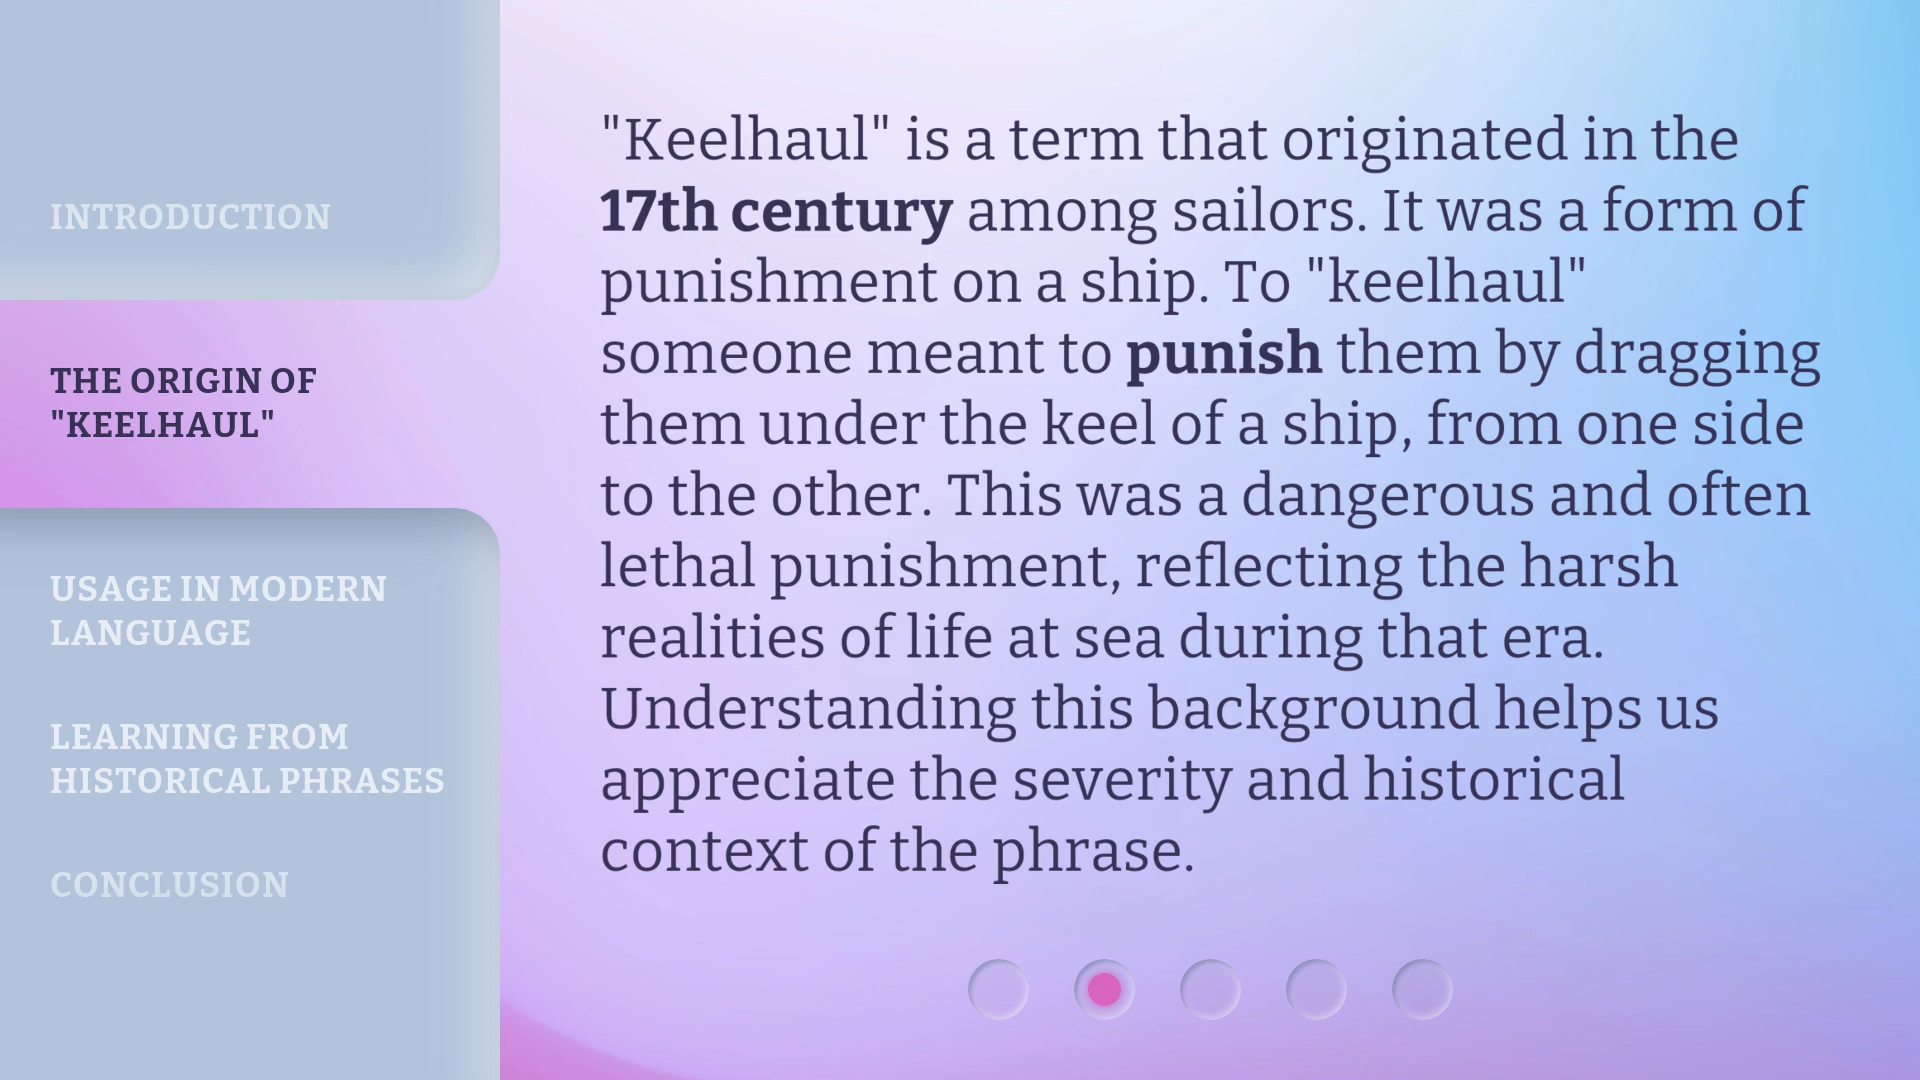 INTRODUCTION
THE ORIGIN OF
"KEELHAUL"
USAGE IN MODERN
LANGUAGE
LEARNING FROM
HISTORICAL PHRASES
CONCLUSION
"Keelhaul" is a term that originated in the
17th century among sailors. It was a form of
punishment on a ship. To "keelhaul"
someone meant to punish them by dragging
them under the keel of a ship, from one side
to the other. This was a dangerous and often
lethal punishment, reflecting the harsh
realities of life at sea during that era.
Understanding this background helps us
appreciate the severity and historical
context of the phrase.